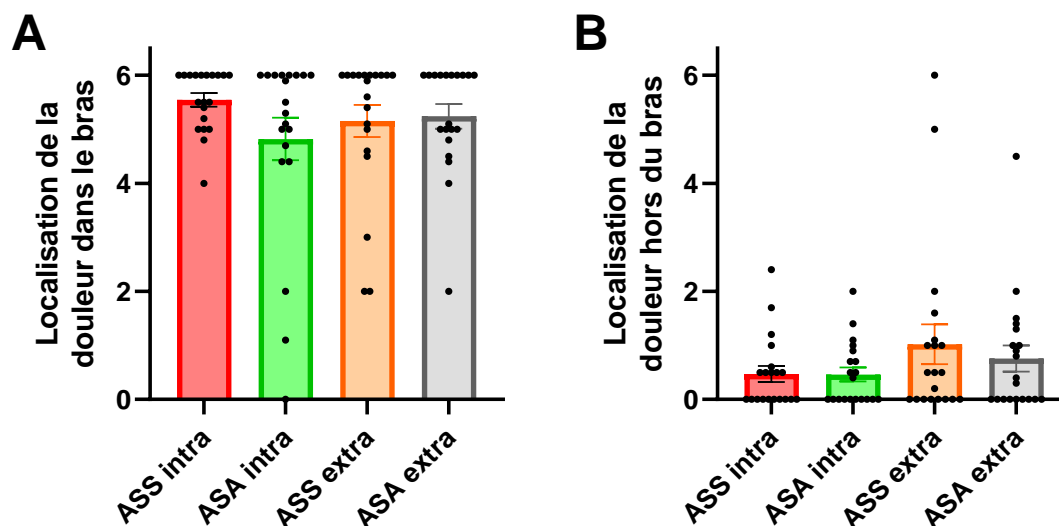 A
Localisation de la
douleur dans le bras
6
4
2
0
ASS intra
ASA intra
ASS extra
ASA extra
B
Localisation de la
douleur hors du bras
6
4
2
0
ASS intra
ASA intra
ASS extra
ASA extra